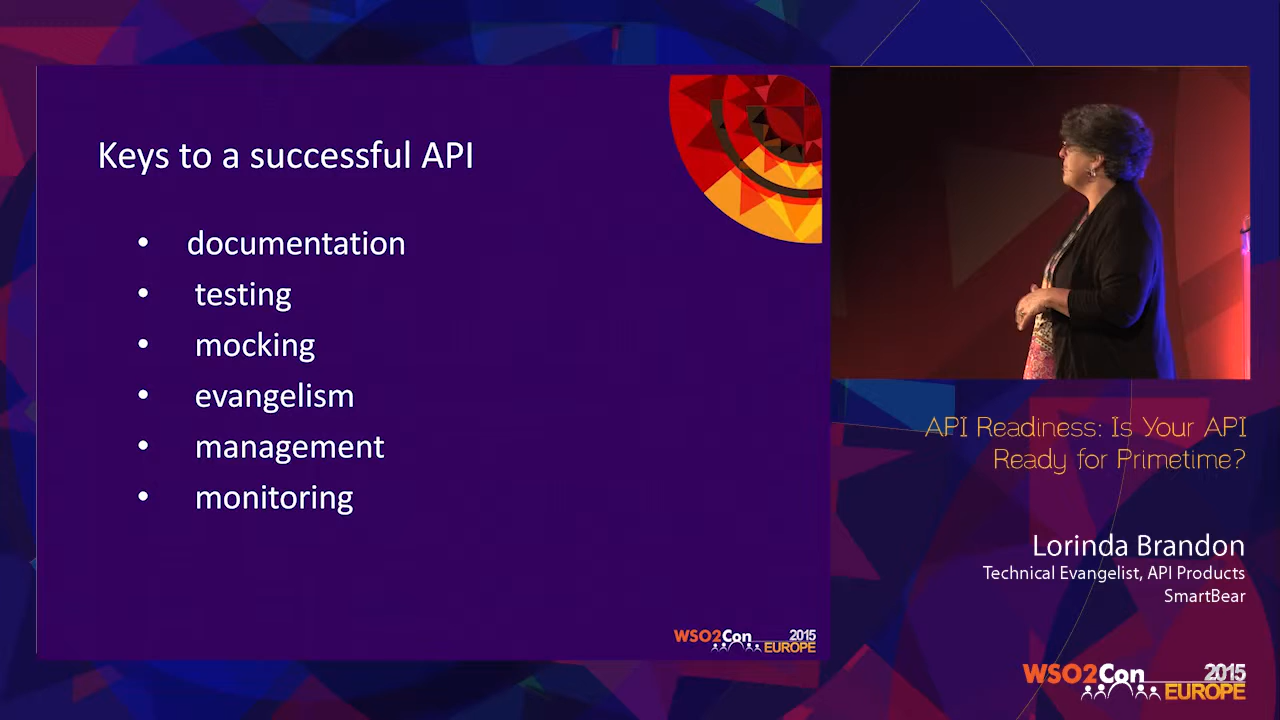 Keys to a successful API
• documentation
• testing
• mocking
• evangelism
• management
• monitoring
WSO2Con 2015
EUROPE
API Readiness: Is Your API
Ready for Primetime?
Lorinda Brandon
Technical Evangelist, API Products
SmartBear
WSO2Con 2015
EUROPE